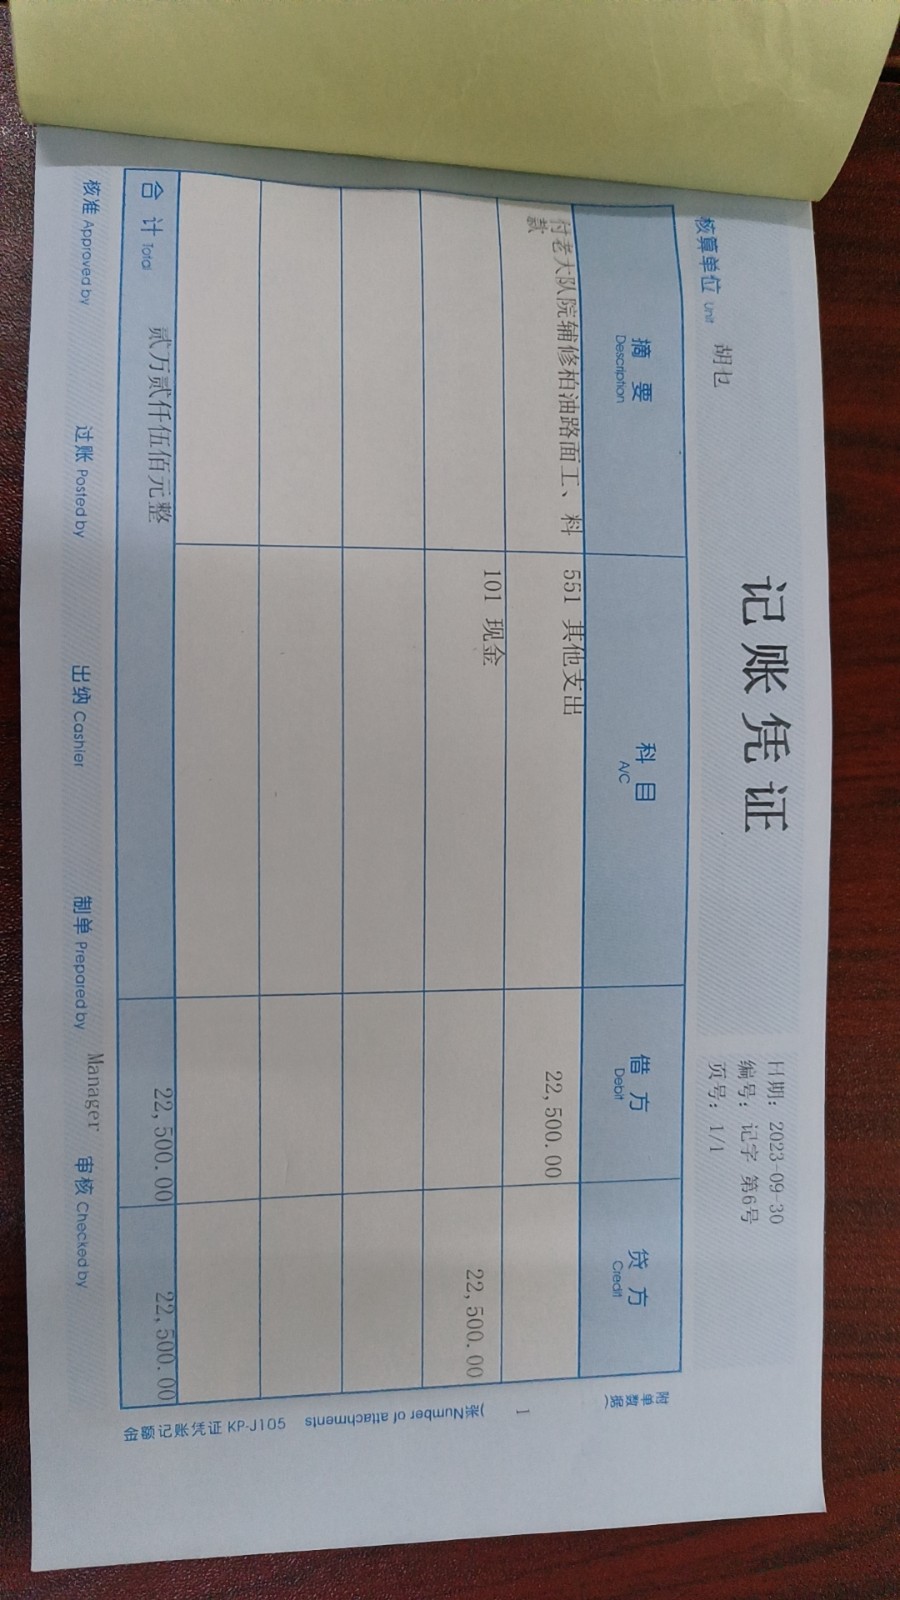 记账凭证
日期: 2023-09-30
编号: 记字 第6号
页号: 1/1
核算单位 Unit 胡乜
摘要 Description
科目 A/C
借方 Debit
贷方 Credit
付老大队院辅修柏油路面工、料款
551 其他支出
22,500.00
101 现金
22,500.00
合计 Total
贰万贰仟伍佰元整
22,500.00
22,500.00
附单数据( 1 )张 Number of attachments
金额记账凭证 KP-J105
核准 Approved by
过账 Posted by
出纳 Cashier
制单 Prepared by Manager
审核 Checked by